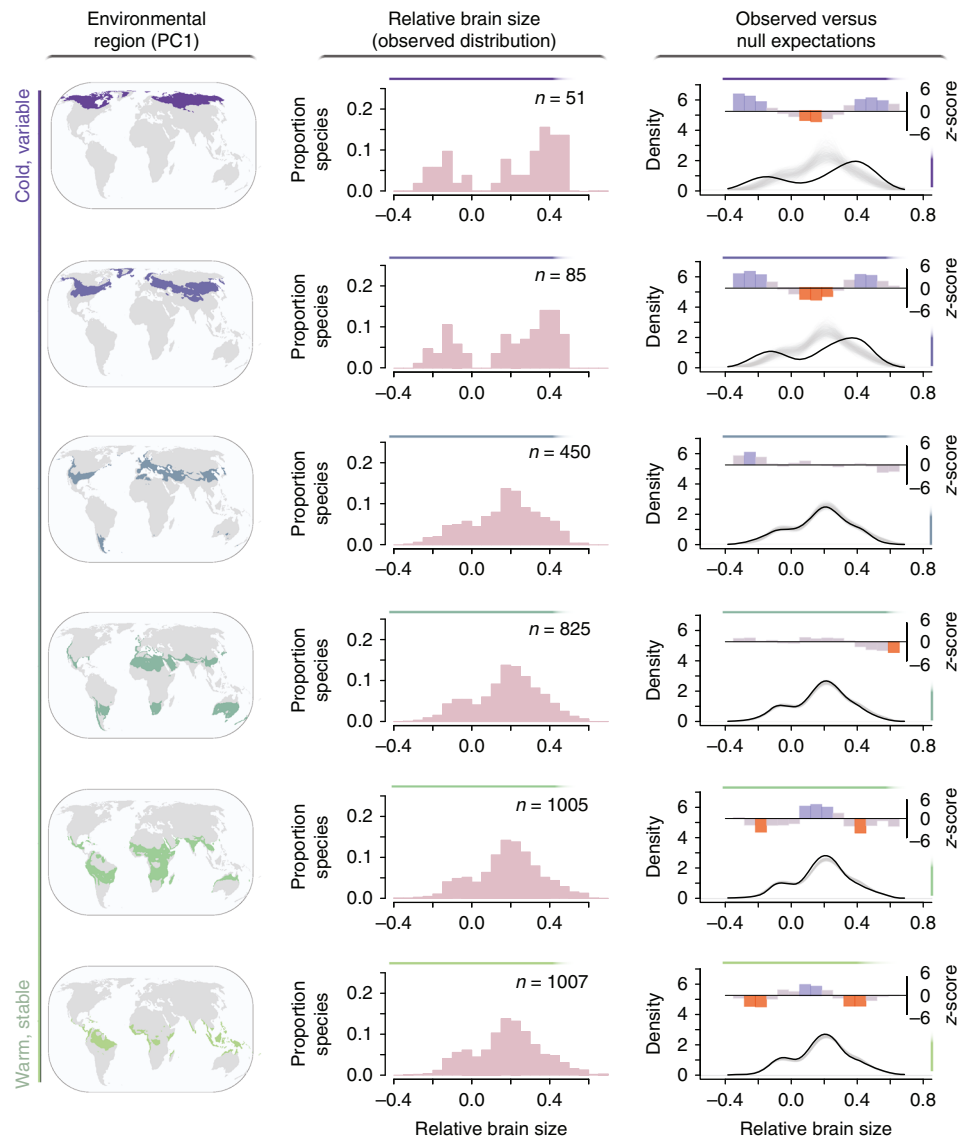 Environmental
region (PC1)
Relative brain size
(observed distribution)
Observed versus
null expectations
Cold, variable
Warm, stable
Proportion
species
0.2
0.1
0.0
n = 51
−0.4 0.0 0.4
Density
6
4
2
0
6
0
−6
z-score
−0.4 0.0 0.4 0.8
Proportion
species
0.2
0.1
0.0
n = 85
−0.4 0.0 0.4
Density
6
4
2
0
6
0
−6
z-score
−0.4 0.0 0.4 0.8
Proportion
species
0.2
0.1
0.0
n = 450
−0.4 0.0 0.4
Density
6
4
2
0
6
0
−6
z-score
−0.4 0.0 0.4 0.8
Proportion
species
0.2
0.1
0.0
n = 825
−0.4 0.0 0.4
Density
6
4
2
0
6
0
−6
z-score
−0.4 0.0 0.4 0.8
Proportion
species
0.2
0.1
0.0
n = 1005
−0.4 0.0 0.4
Density
6
4
2
0
6
0
−6
z-score
−0.4 0.0 0.4 0.8
Proportion
species
0.2
0.1
0.0
n = 1007
−0.4 0.0 0.4
Relative brain size
Density
6
4
2
0
6
0
−6
z-score
−0.4 0.0 0.4 0.8
Relative brain size